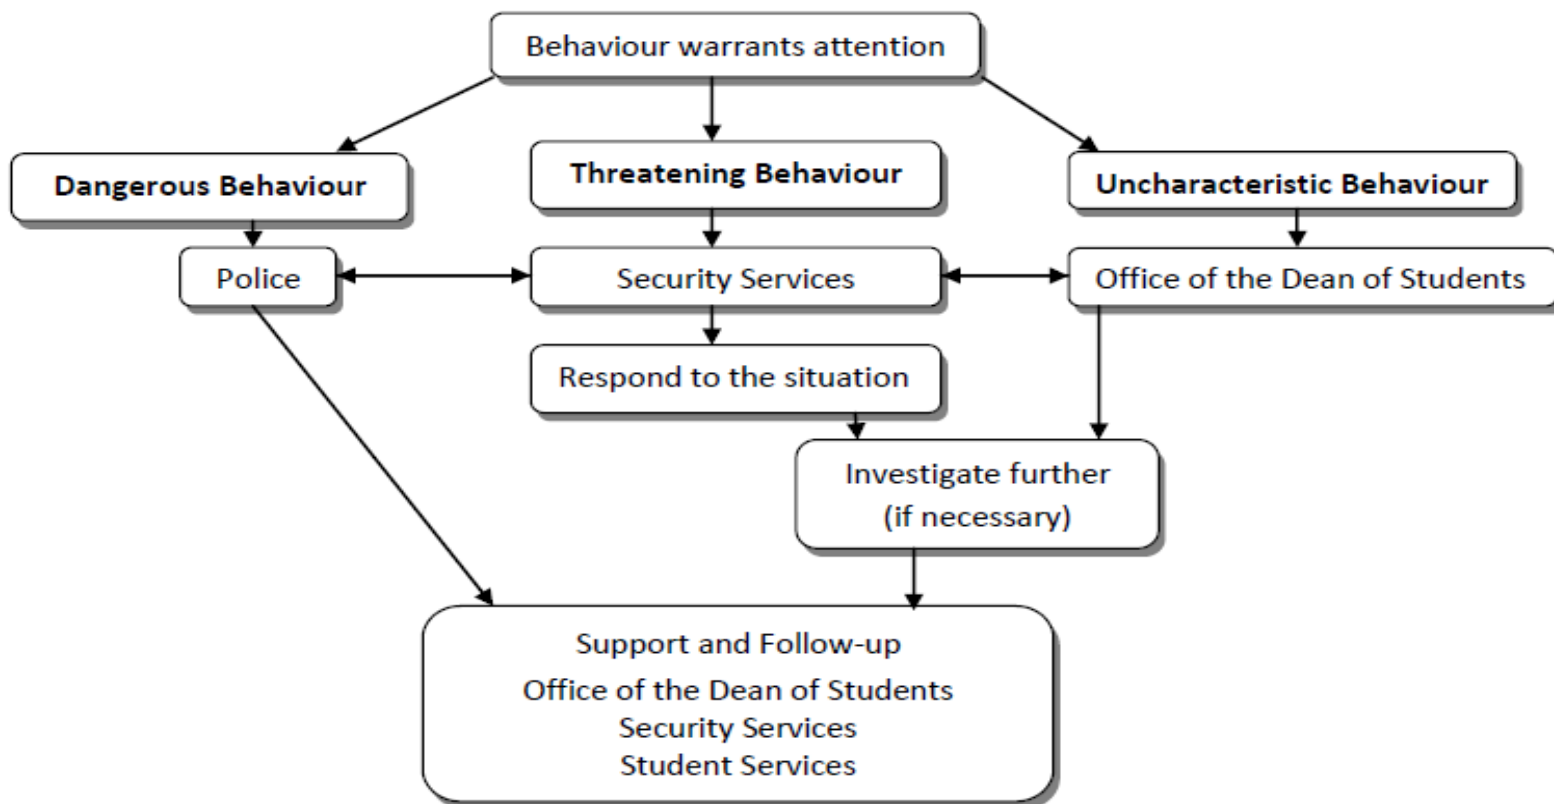 Behaviour warrants attention
Dangerous Behaviour
Threatening Behaviour
Uncharacteristic Behaviour
Police
Security Services
Office of the Dean of Students
Respond to the situation
Investigate further
(if necessary)
Support and Follow-up
Office of the Dean of Students
Security Services
Student Services